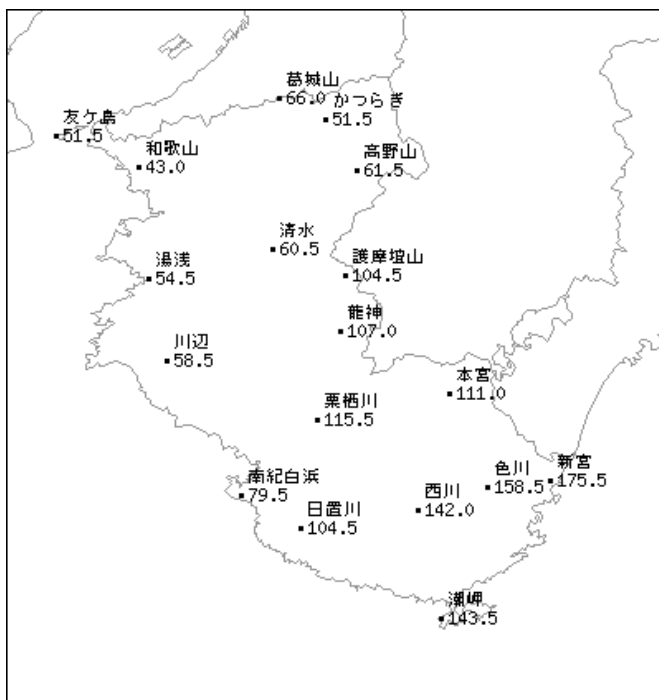 葛城山
66.0
かつらぎ
51.5
友ケ島
51.5
和歌山
43.0
高野山
61.5
清水
60.5
湯浅
54.5
護摩壇山
104.5
龍神
107.0
川辺
58.5
本宮
111.0
栗栖川
115.5
南紀白浜
79.5
日置川
104.5
西川
142.0
色川
158.5
新宮
175.5
潮岬
143.5